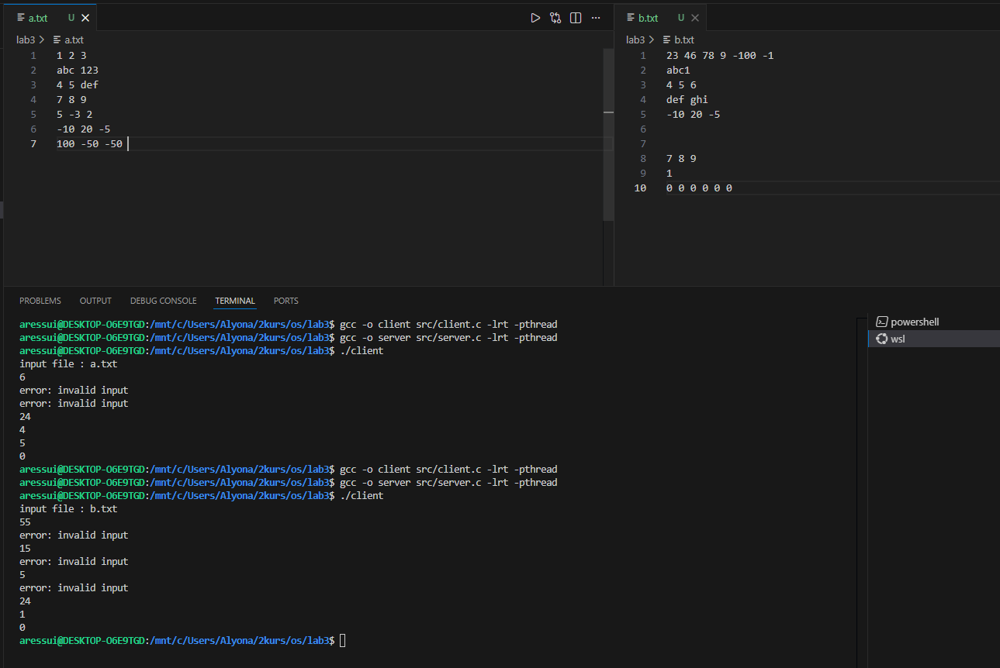 a.txt U
lab3 > a.txt
1 1 2 3
2 abc 123
3 4 5 def
4 7 8 9
5 5 -3 2
6 -10 20 -5
7 100 -50 -50
b.txt U
lab3 > b.txt
1 23 46 78 9 -100 -1
2 abc1
3 4 5 6
4 def ghi
5 -10 20 -5
6
7
8 7 8 9
9 1
10 0 0 0 0 0 0
PROBLEMS OUTPUT DEBUG CONSOLE TERMINAL PORTS
aressui@DESKTOP-O6E9TGD:/mnt/c/Users/Alyona/2kurs/os/lab3$ gcc -o client src/client.c -lrt -pthread
aressui@DESKTOP-O6E9TGD:/mnt/c/Users/Alyona/2kurs/os/lab3$ gcc -o server src/server.c -lrt -pthread
aressui@DESKTOP-O6E9TGD:/mnt/c/Users/Alyona/2kurs/os/lab3$ ./client
input file : a.txt
6
error: invalid input
error: invalid input
24
4
5
0
aressui@DESKTOP-O6E9TGD:/mnt/c/Users/Alyona/2kurs/os/lab3$ gcc -o client src/client.c -lrt -pthread
aressui@DESKTOP-O6E9TGD:/mnt/c/Users/Alyona/2kurs/os/lab3$ gcc -o server src/server.c -lrt -pthread
aressui@DESKTOP-O6E9TGD:/mnt/c/Users/Alyona/2kurs/os/lab3$ ./client
input file : b.txt
55
error: invalid input
15
error: invalid input
5
error: invalid input
24
1
0
aressui@DESKTOP-O6E9TGD:/mnt/c/Users/Alyona/2kurs/os/lab3$
powershell
wsl